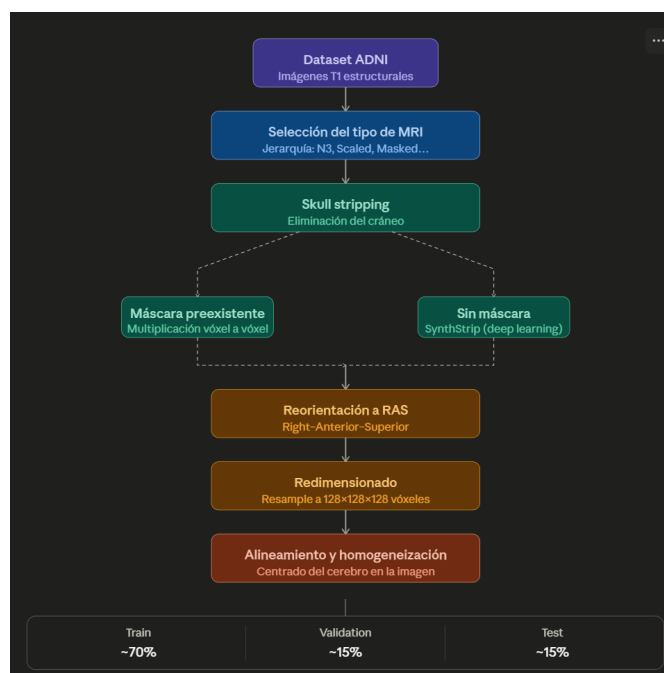 Dataset ADNI
Imágenes T1 estructurales
Selección del tipo de MRI
Jerarquía: N3, Scaled, Masked...
Skull stripping
Eliminación del cráneo
Máscara preexistente
Multiplicación vóxel a vóxel
Sin máscara
SynthStrip (deep learning)
Reorientación a RAS
Right-Anterior-Superior
Redimensionado
Resample a 128×128×128 vóxeles
Alineamiento y homogeneización
Centrado del cerebro en la imagen
Train
~70%
Validation
~15%
Test
~15%